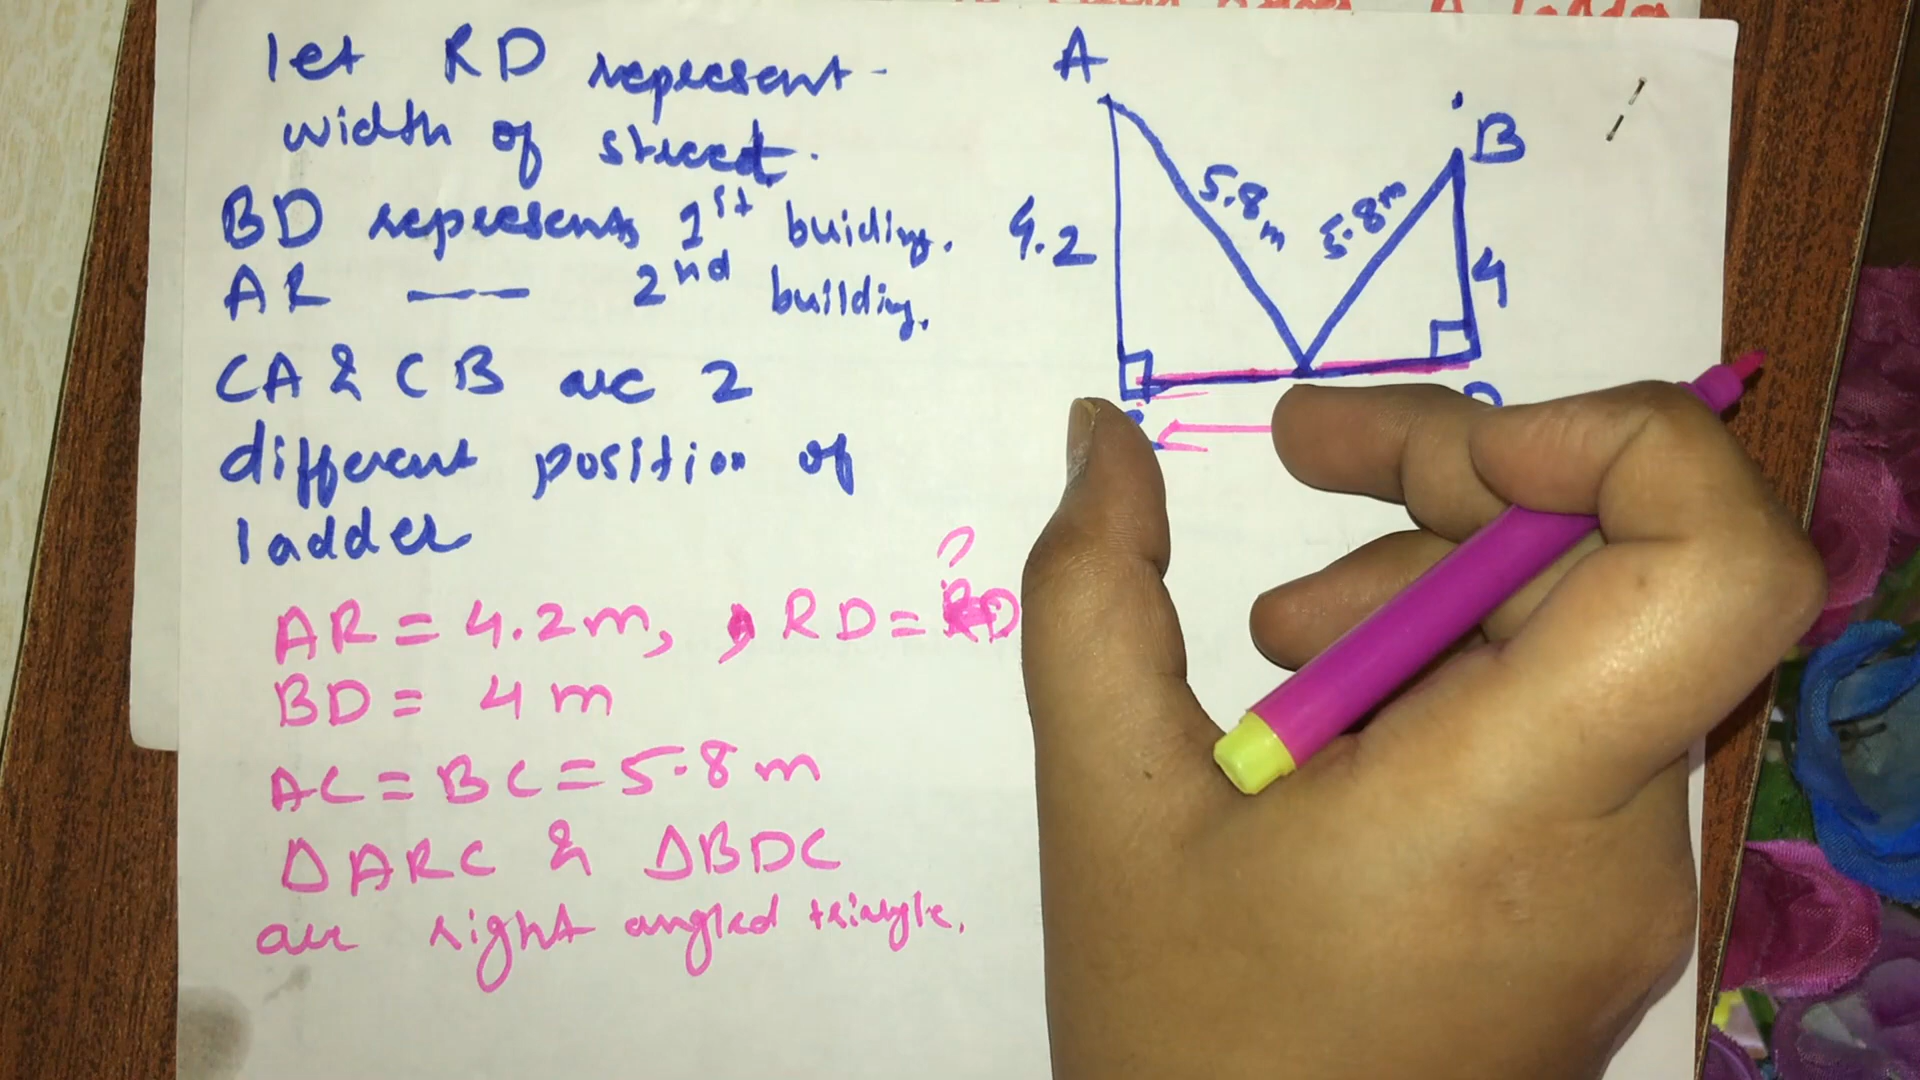 let RD represent
width of street.
BD represents 1st building.
AR —— 2nd building.
CA & CB are 2
different position of
ladder
AR = 4.2m, RD = ?
BD = 4 m
AC = BC = 5.8 m
ΔARC & ΔBDC
are right angled triangle.
A
B
5.8 m
5.8 m
4.2
4